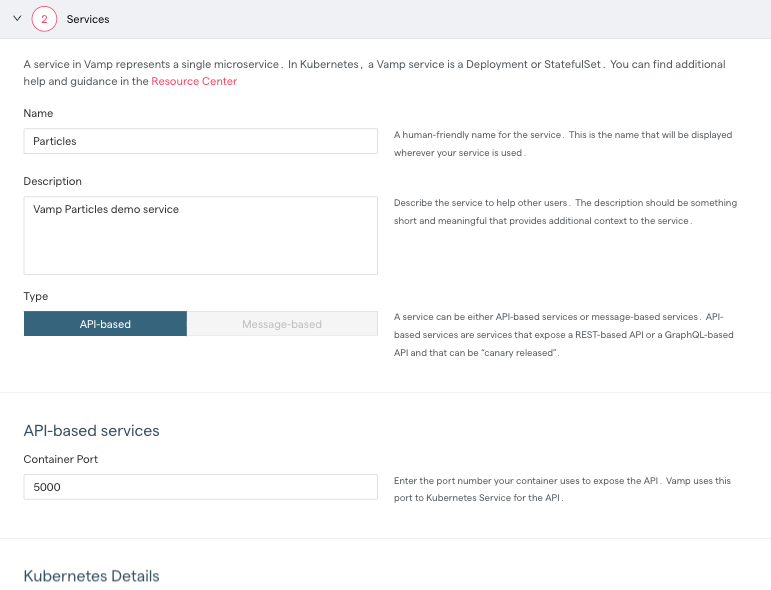 2 Services
A service in Vamp represents a single microservice. In Kubernetes, a Vamp service is a Deployment or StatefulSet. You can find additional
help and guidance in the Resource Center
Name
Particles
A human-friendly name for the service. This is the name that will be displayed
wherever your service is used.
Description
Vamp Particles demo service
Describe the service to help other users. The description should be something
short and meaningful that provides additional context to the service.
Type
API-based
Message-based
A service can be either API-based services or message-based services. API-
based services are services that expose a REST-based API or a GraphQL-based
API and that can be "canary released".
API-based services
Container Port
5000
Enter the port number your container uses to expose the API. Vamp uses this
port to Kubernetes Service for the API.
Kubernetes Details